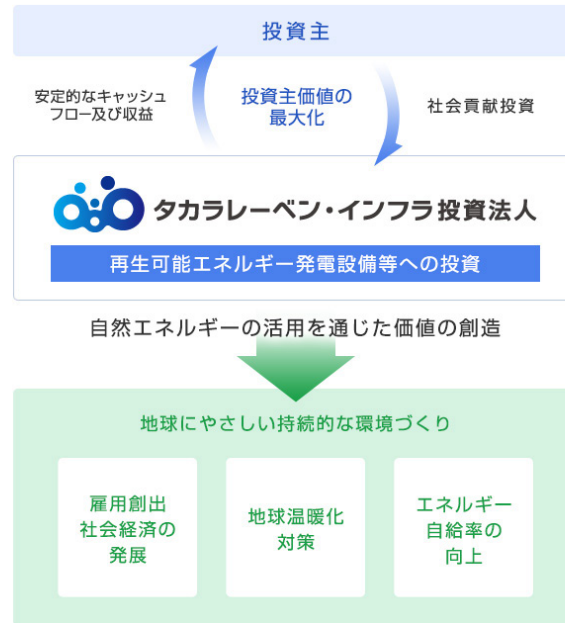 投資主
安定的なキャッシュ
フロー及び収益
投資主価値の
最大化
社会貢献投資
タカラレーベン・インフラ投資法人
再生可能エネルギー発電設備等への投資
自然エネルギーの活用を通じた価値の創造
地球にやさしい持続的な環境づくり
雇用創出
社会経済の
発展
地球温暖化
対策
エネルギー
自給率の
向上